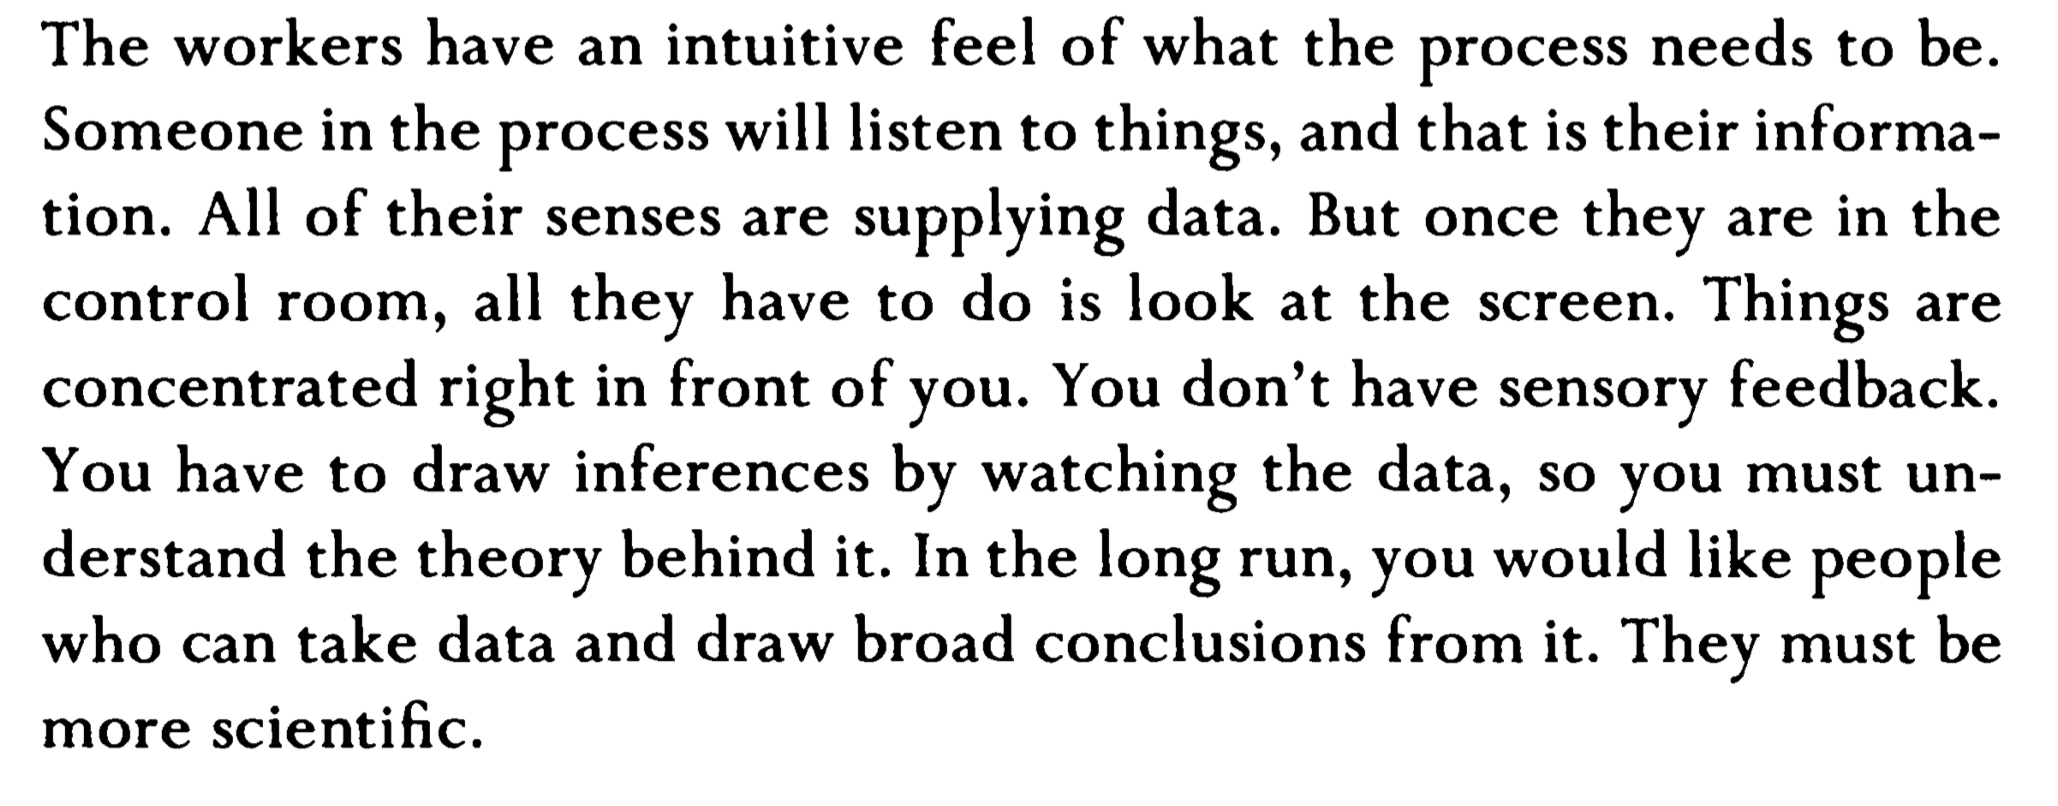 The workers have an intuitive feel of what the process needs to be.
Someone in the process will listen to things, and that is their informa-
tion. All of their senses are supplying data. But once they are in the
control room, all they have to do is look at the screen. Things are
concentrated right in front of you. You don’t have sensory feedback.
You have to draw inferences by watching the data, so you must un-
derstand the theory behind it. In the long run, you would like people
who can take data and draw broad conclusions from it. They must be
more scientific.